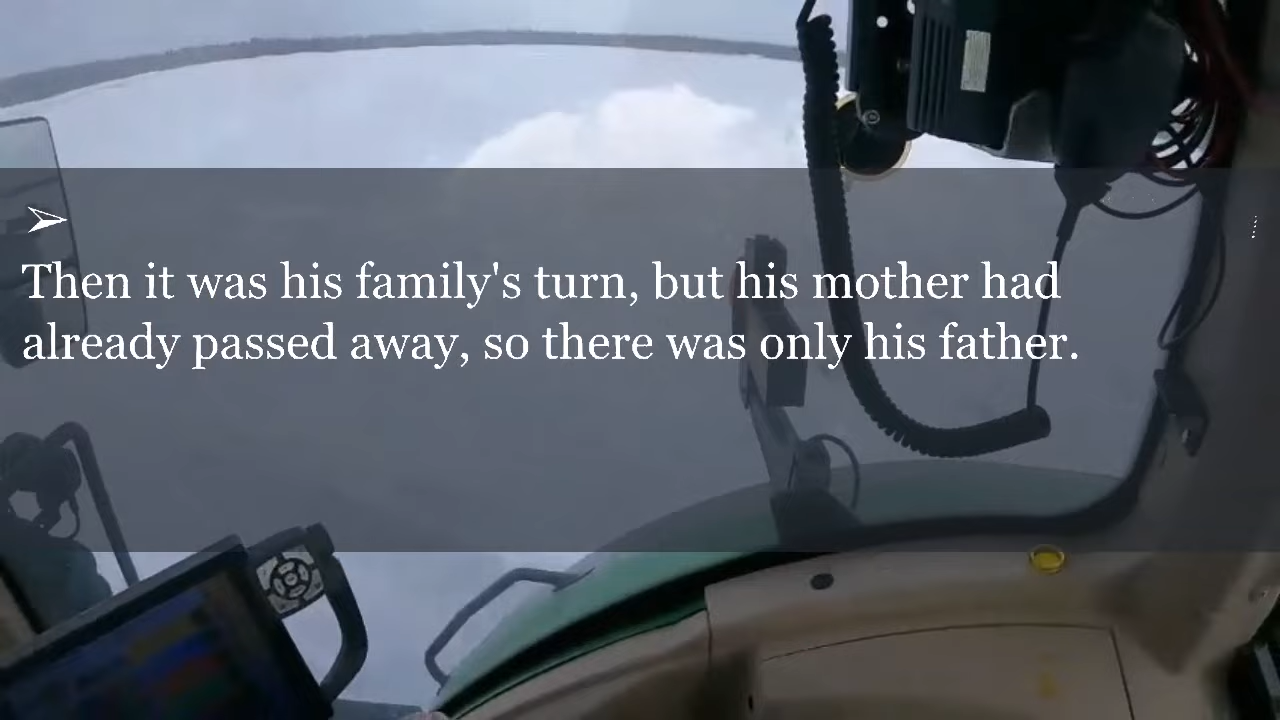 Then it was his family's turn, but his mother had
already passed away, so there was only his father.